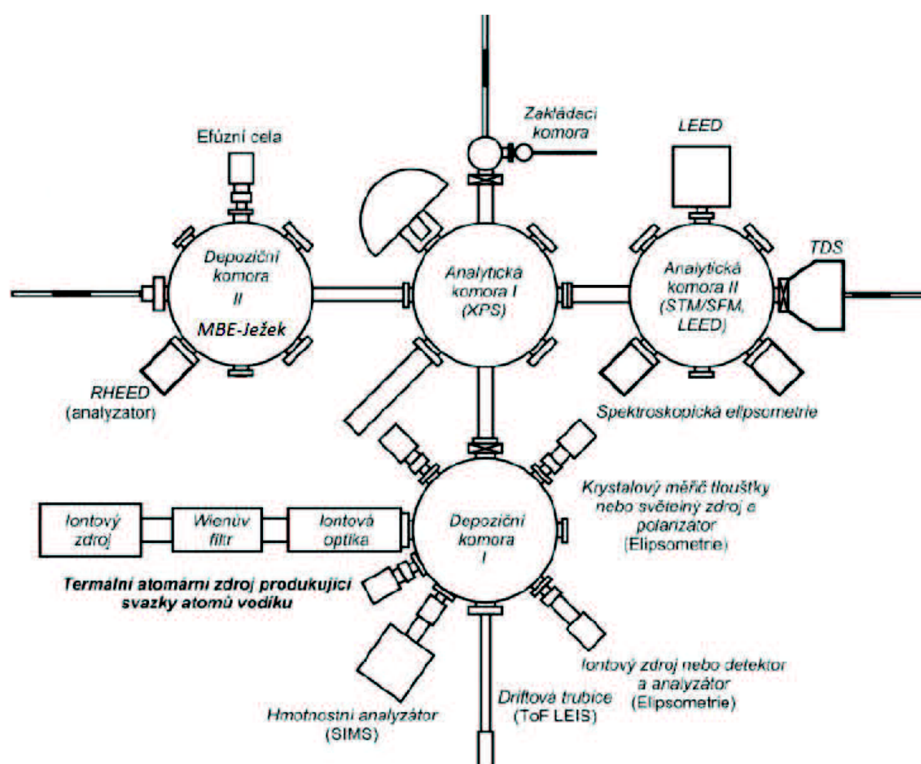 Zakládací
komora
LEED
Efúzní cela
TDS
Depoziční
komora
II
MBE-Ježek
Analytická
komora I
(XPS)
Analytická
komora II
(STM/SFM,
LEED)
RHEED
(analyzator)
Spektroskopická elipsometrie
Krystalový měřič tloušťky
nebo světelný zdroj a
polarizátor
(Elipsometrie)
Iontový
zdroj
Wienův
filtr
Iontová
optika
Depoziční
komora
I
Termální atomární zdroj produkující
svazky atomů vodíku
Iontový zdroj nebo detektor
a analyzátor
(Elipsometrie)
Driftová trubice
(ToF LEIS)
Hmotnostní analyzátor
(SIMS)